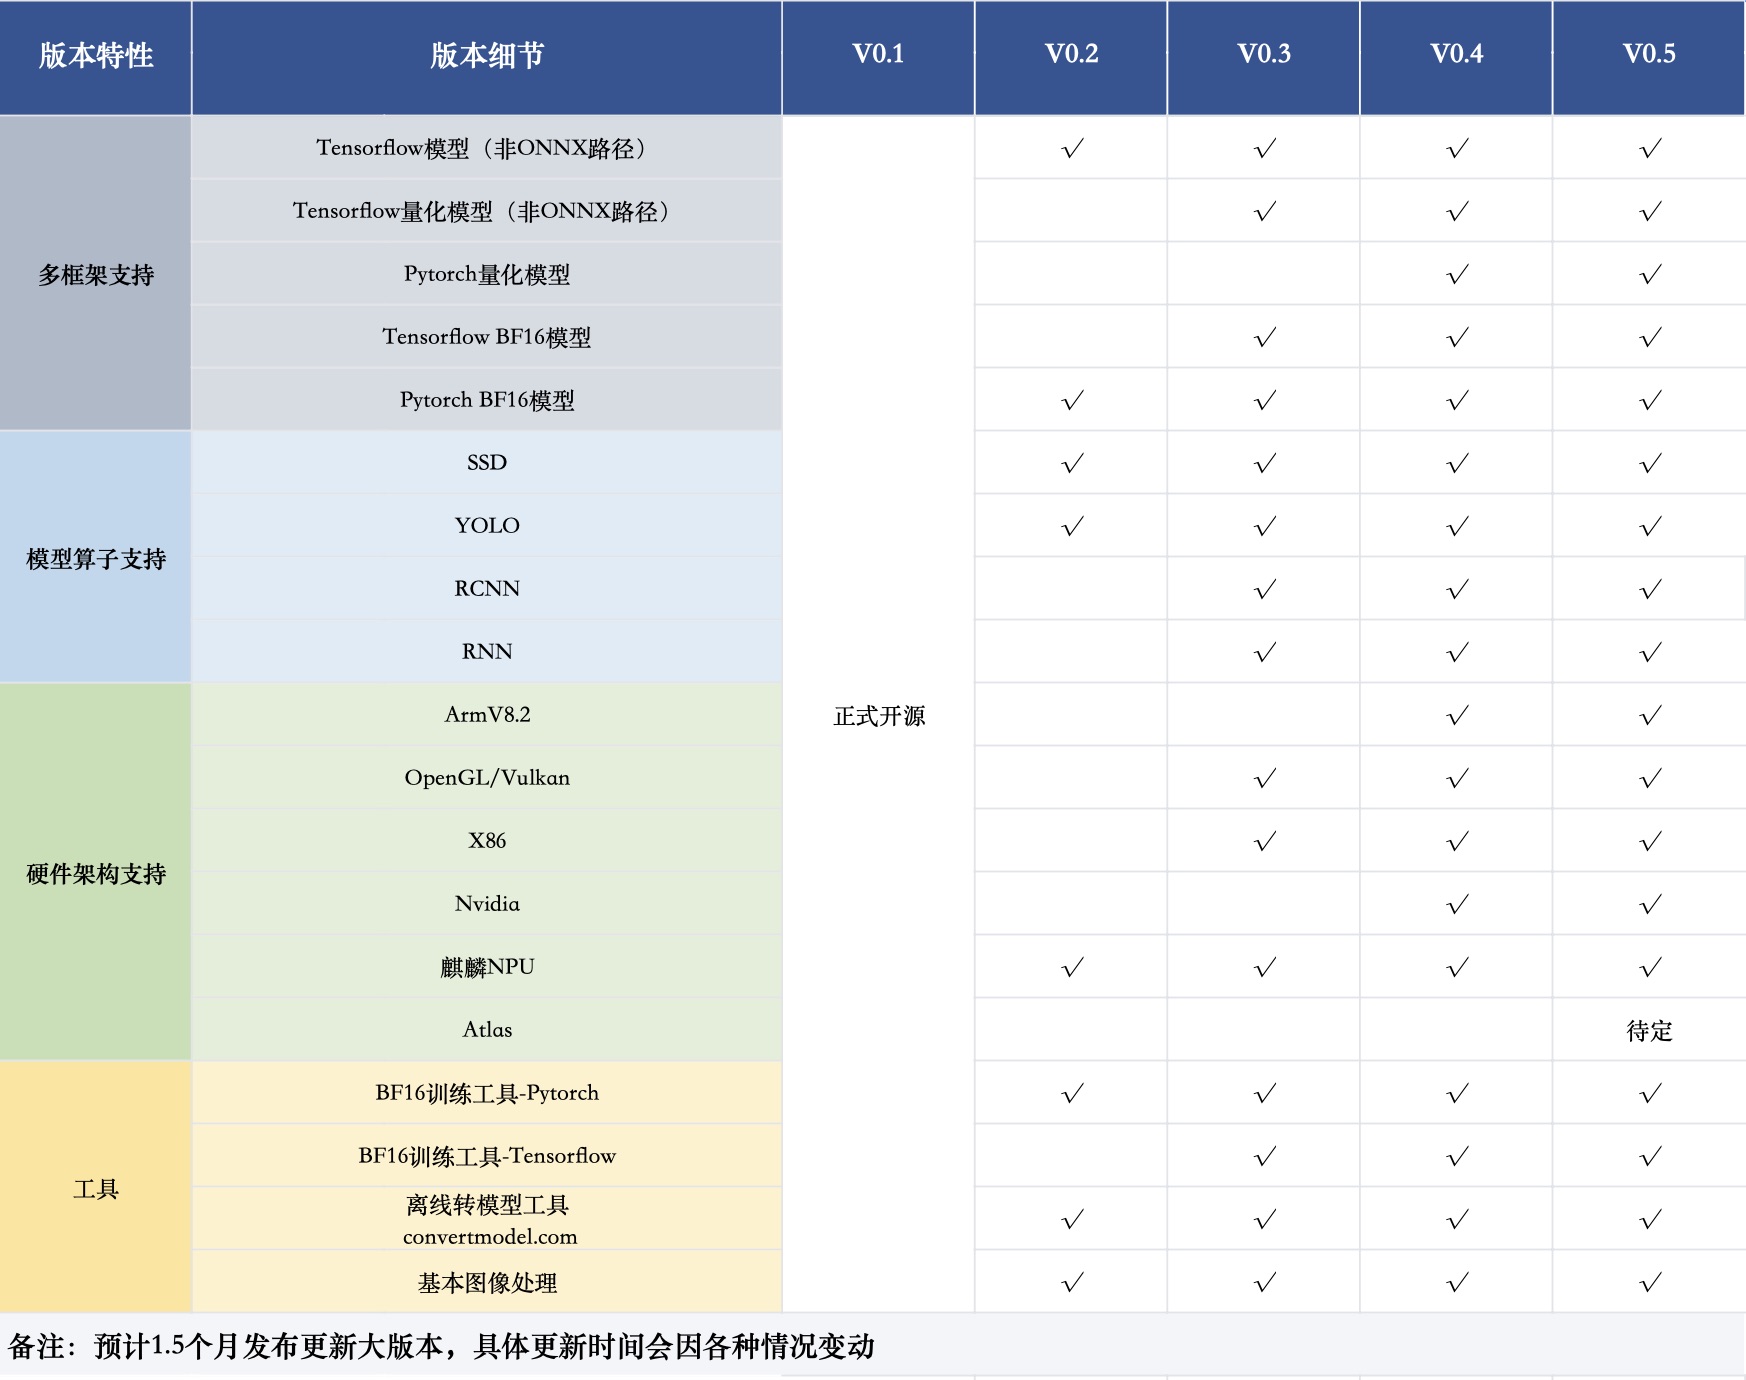 版本特性 版本细节 V0.1 V0.2 V0.3 V0.4 V0.5
Tensorflow模型（非ONNX路径） √ √ √ √
Tensorflow量化模型（非ONNX路径） √ √ √
多框架支持 Pytorch量化模型 √ √
Tensorflow BF16模型 √ √ √
Pytorch BF16模型 √ √ √ √
SSD √ √ √ √
YOLO √ √ √ √
模型算子支持
RCNN √ √ √
RNN √ √ √
ArmV8.2 正式开源 √ √
OpenGL/Vulkan √ √ √
X86 √ √ √
硬件架构支持
Nvidia √ √
麒麟NPU √ √ √ √
Atlas 待定
BF16训练工具-Pytorch √ √ √ √
BF16训练工具-Tensorflow √ √ √
工具
离线转模型工具
convertmodel.com √ √ √ √
基本图像处理 √ √ √ √
备注：预计1.5个月发布更新大版本，具体更新时间会因各种情况变动